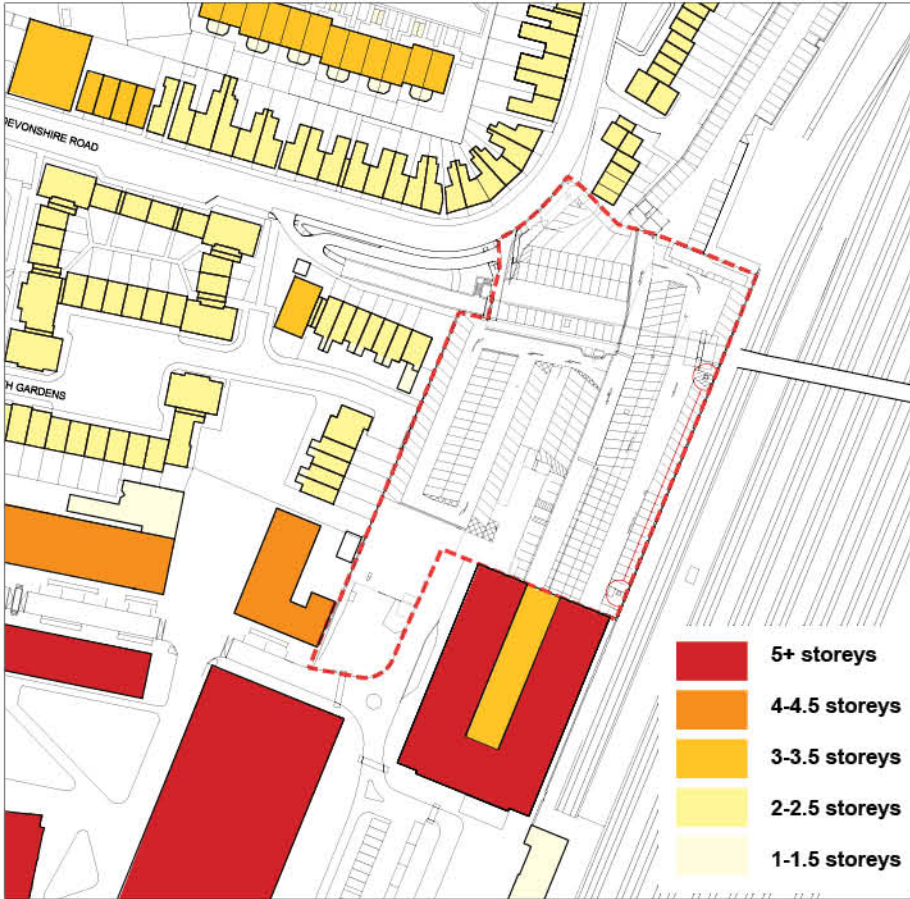 DEVONSHIRE ROAD
H GARDENS
5+ storeys
4-4.5 storeys
3-3.5 storeys
2-2.5 storeys
1-1.5 storeys